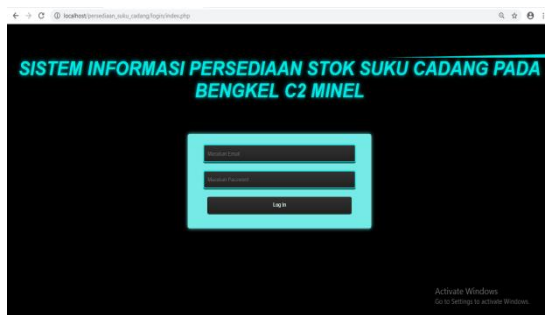 localhost/persediaan_suku_cadang/login/index.php
SISTEM INFORMASI PERSEDIAAN STOK SUKU CADANG PADA
BENGKEL C2 MINEL
Masukan Email
Masukan Password
Log In
Activate Windows
Go to Settings to activate Windows.